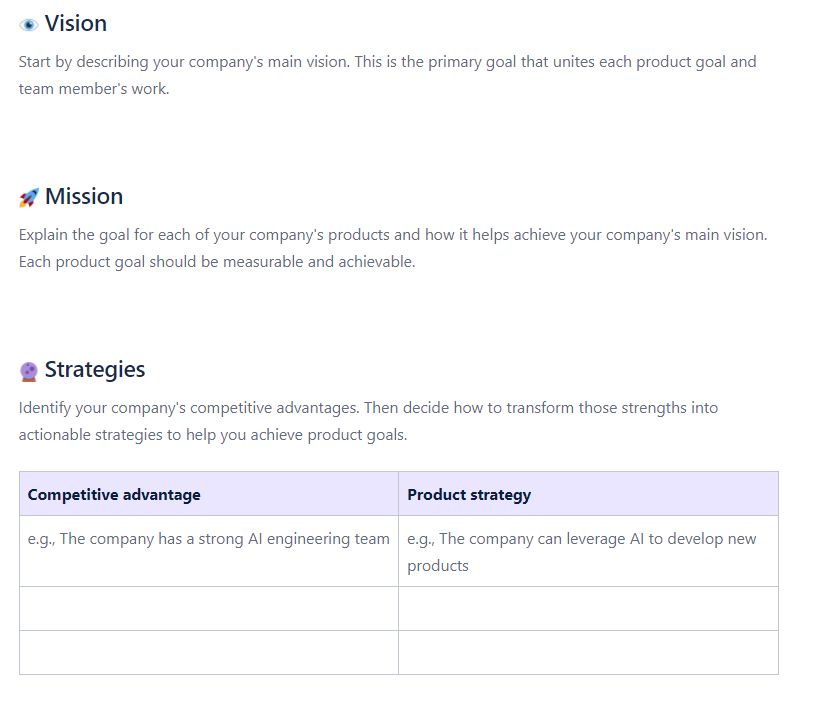 👁️ Vision
Start by describing your company's main vision. This is the primary goal that unites each product goal and
team member's work.
🚀 Mission
Explain the goal for each of your company's products and how it helps achieve your company's main vision.
Each product goal should be measurable and achievable.
🔮 Strategies
Identify your company's competitive advantages. Then decide how to transform those strengths into
actionable strategies to help you achieve product goals.
Competitive advantage Product strategy
e.g., The company has a strong AI engineering team e.g., The company can leverage AI to develop new
products